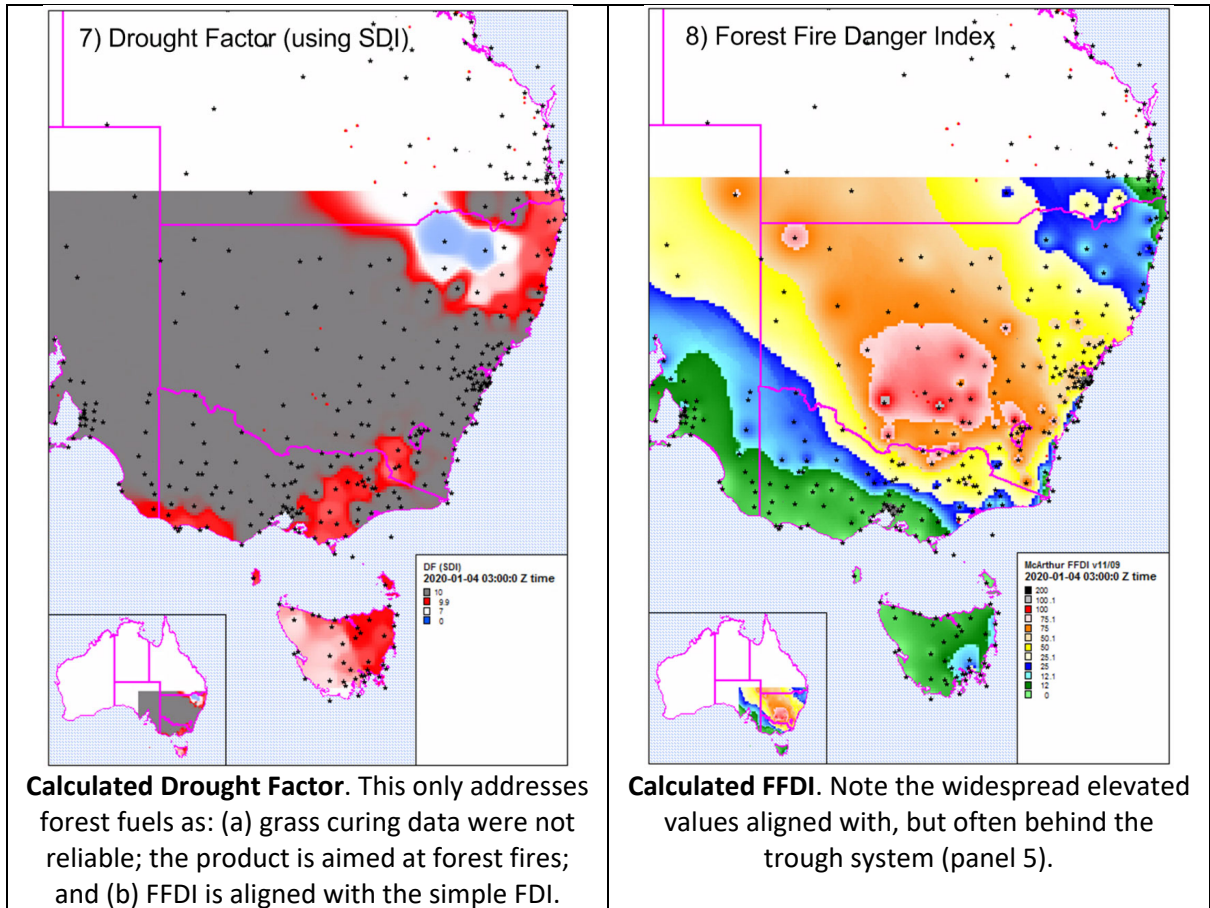 7) Drought Factor (using SDI)
DF (SDI)
2020-01-04 03:00:0 Z time
10
9.9
7
0
Calculated Drought Factor. This only addresses
forest fuels as: (a) grass curing data were not
reliable; the product is aimed at forest fires;
and (b) FFDI is aligned with the simple FDI.
8) Forest Fire Danger Index
McArthur FFDI v11/09
2020-01-04 03:00:0 Z time
200
100.1
100
75.1
75
50.1
50
25.1
25
12.1
12
0
Calculated FFDI. Note the widespread elevated
values aligned with, but often behind the
trough system (panel 5).